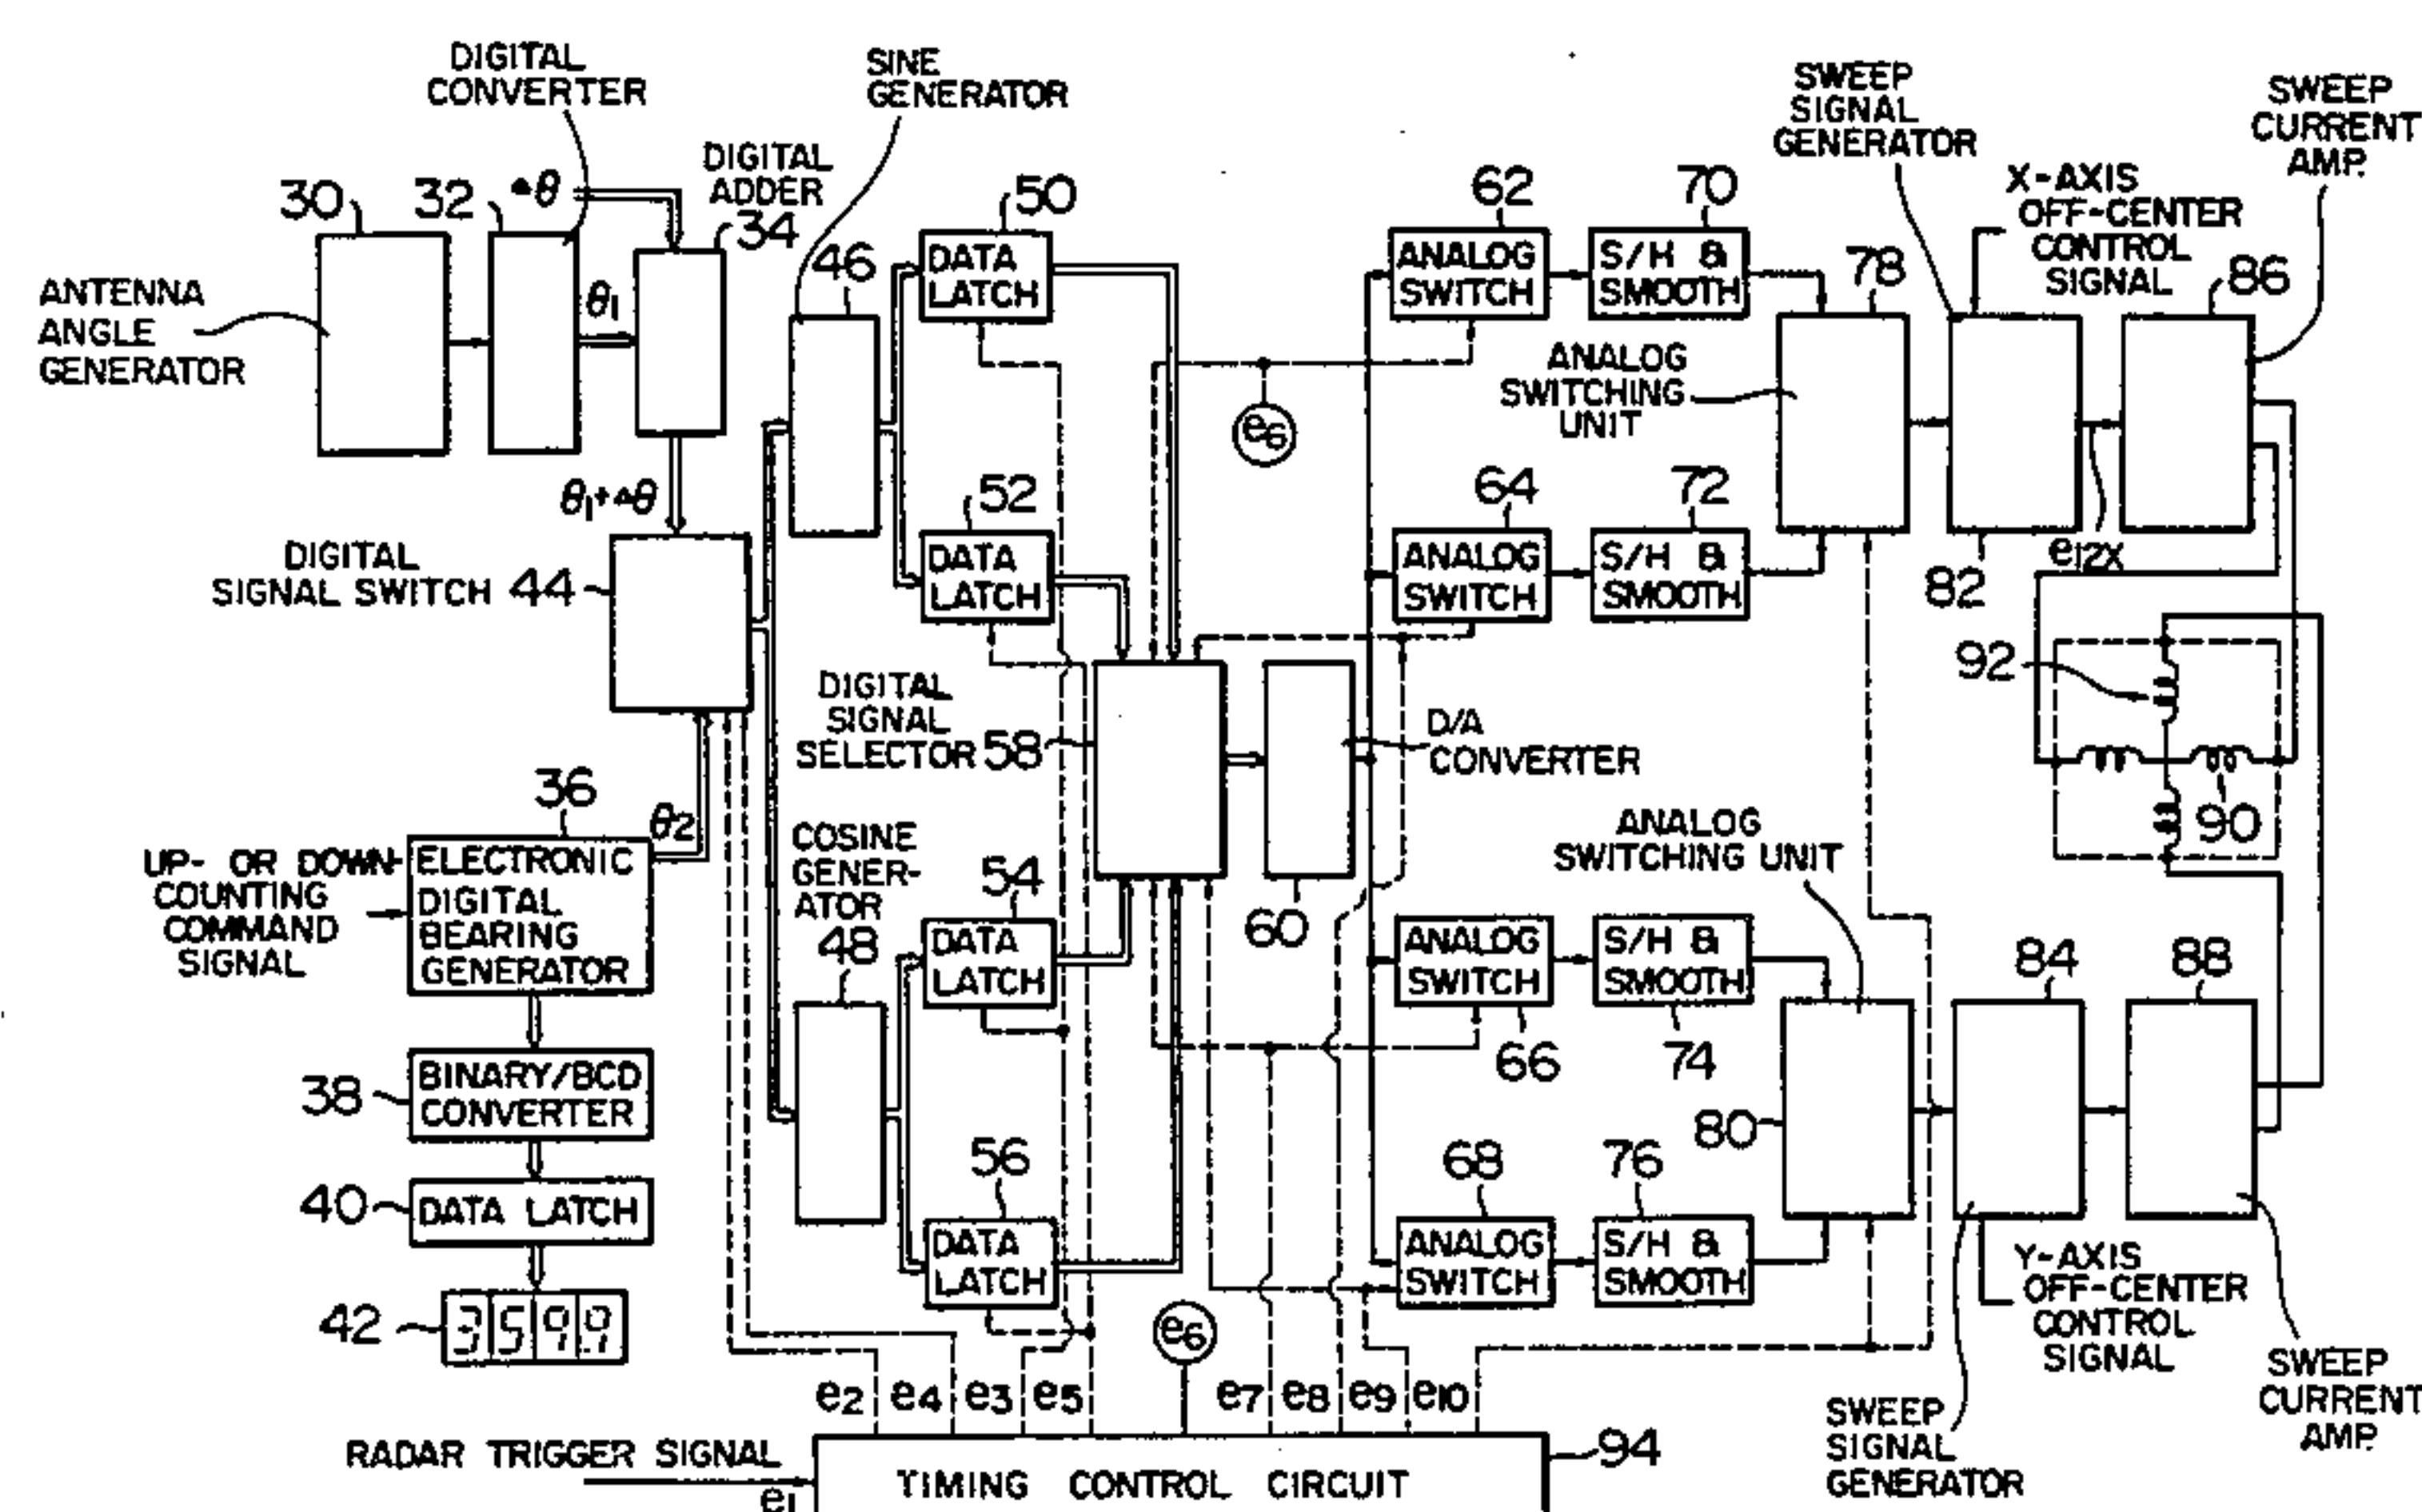 DIGITAL
CONVERTER
SINE
GENERATOR
SWEEP
SIGNAL
GENERATOR
SWEEP
CURRENT
AMP.
DIGITAL
ADDER
X-AXIS
OFF-CENTER
CONTROL
SIGNAL
30
32
▲θ
34
46
50
62
70
78
86
ANTENNA
ANGLE
GENERATOR
θ1
DATA
LATCH
ANALOG
SWITCH
S/H &
SMOOTH
ANALOG
SWITCHING
UNIT
e6
θ1+▲θ
52
64
72
DIGITAL
SIGNAL SWITCH 44
DATA
LATCH
ANALOG
SWITCH
S/H &
SMOOTH
82
e12X
92
90
DIGITAL
SIGNAL
SELECTOR 58
D/A
CONVERTER
60
36
θ2
UP- OR DOWN-
COUNTING
COMMAND
SIGNAL
ELECTRONIC
DIGITAL
BEARING
GENERATOR
COSINE
GENER-
ATOR
48
54
DATA
LATCH
ANALOG
SWITCH
66
S/H &
SMOOTH
74
ANALOG
SWITCHING UNIT
80
84
88
38
BINARY/BCD
CONVERTER
40
DATA LATCH
42
359.9
56
DATA
LATCH
68
ANALOG
SWITCH
76
S/H &
SMOOTH
Y-AXIS
OFF-CENTER
CONTROL
SIGNAL
SWEEP
SIGNAL
GENERATOR
SWEEP
CURRENT
AMP.
e6
e2 e4 e3 e5 e7 e8 e9 e10
RADAR TRIGGER SIGNAL
e1
TIMING CONTROL CIRCUIT
94